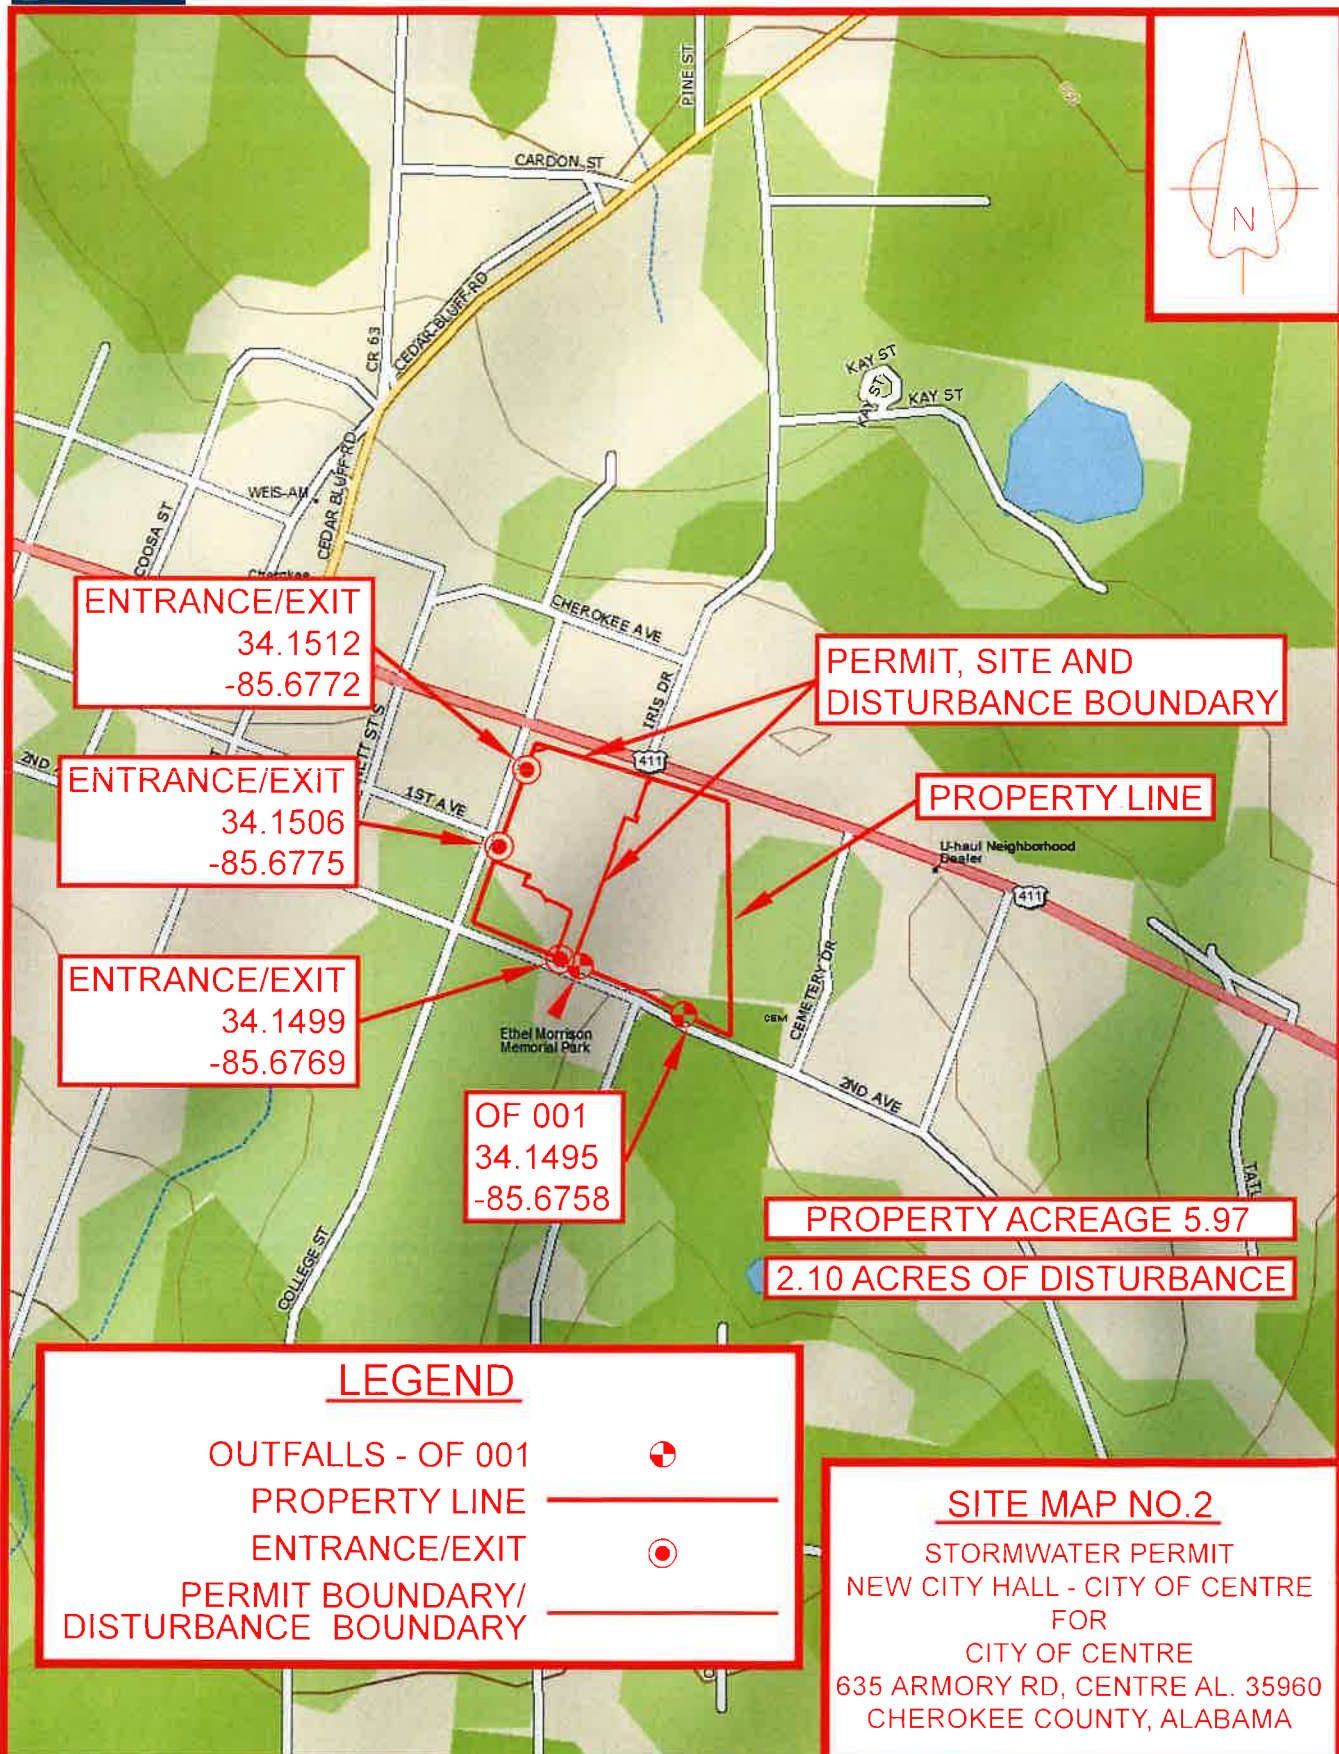 N
PINE ST
CARDON ST
CR 63
CEDAR BLUFF RD
KAY ST
KAY ST
KAY ST
WEIS-AM
CEDAR BLUFF RD
COOSA ST
Cherokee
CHEROKEE AVE
IRIS DR
ENTRANCE/EXIT
34.1512
-85.6772
PERMIT, SITE AND
DISTURBANCE BOUNDARY
411
2ND
ENTRANCE/EXIT
34.1506
-85.6775
1ST AVE
PROPERTY LINE
U-haul Neighborhood
Dealer
411
ENTRANCE/EXIT
34.1499
-85.6769
CEMETERY DR
CEM
Ethel Morrison
Memorial Park
2ND AVE
OF 001
34.1495
-85.6758
COLLEGE ST
PROPERTY ACREAGE 5.97
2.10 ACRES OF DISTURBANCE
LEGEND
OUTFALLS - OF 001
PROPERTY LINE
ENTRANCE/EXIT
PERMIT BOUNDARY/
DISTURBANCE BOUNDARY
SITE MAP NO.2
STORMWATER PERMIT
NEW CITY HALL - CITY OF CENTRE
FOR
CITY OF CENTRE
635 ARMORY RD, CENTRE AL. 35960
CHEROKEE COUNTY, ALABAMA